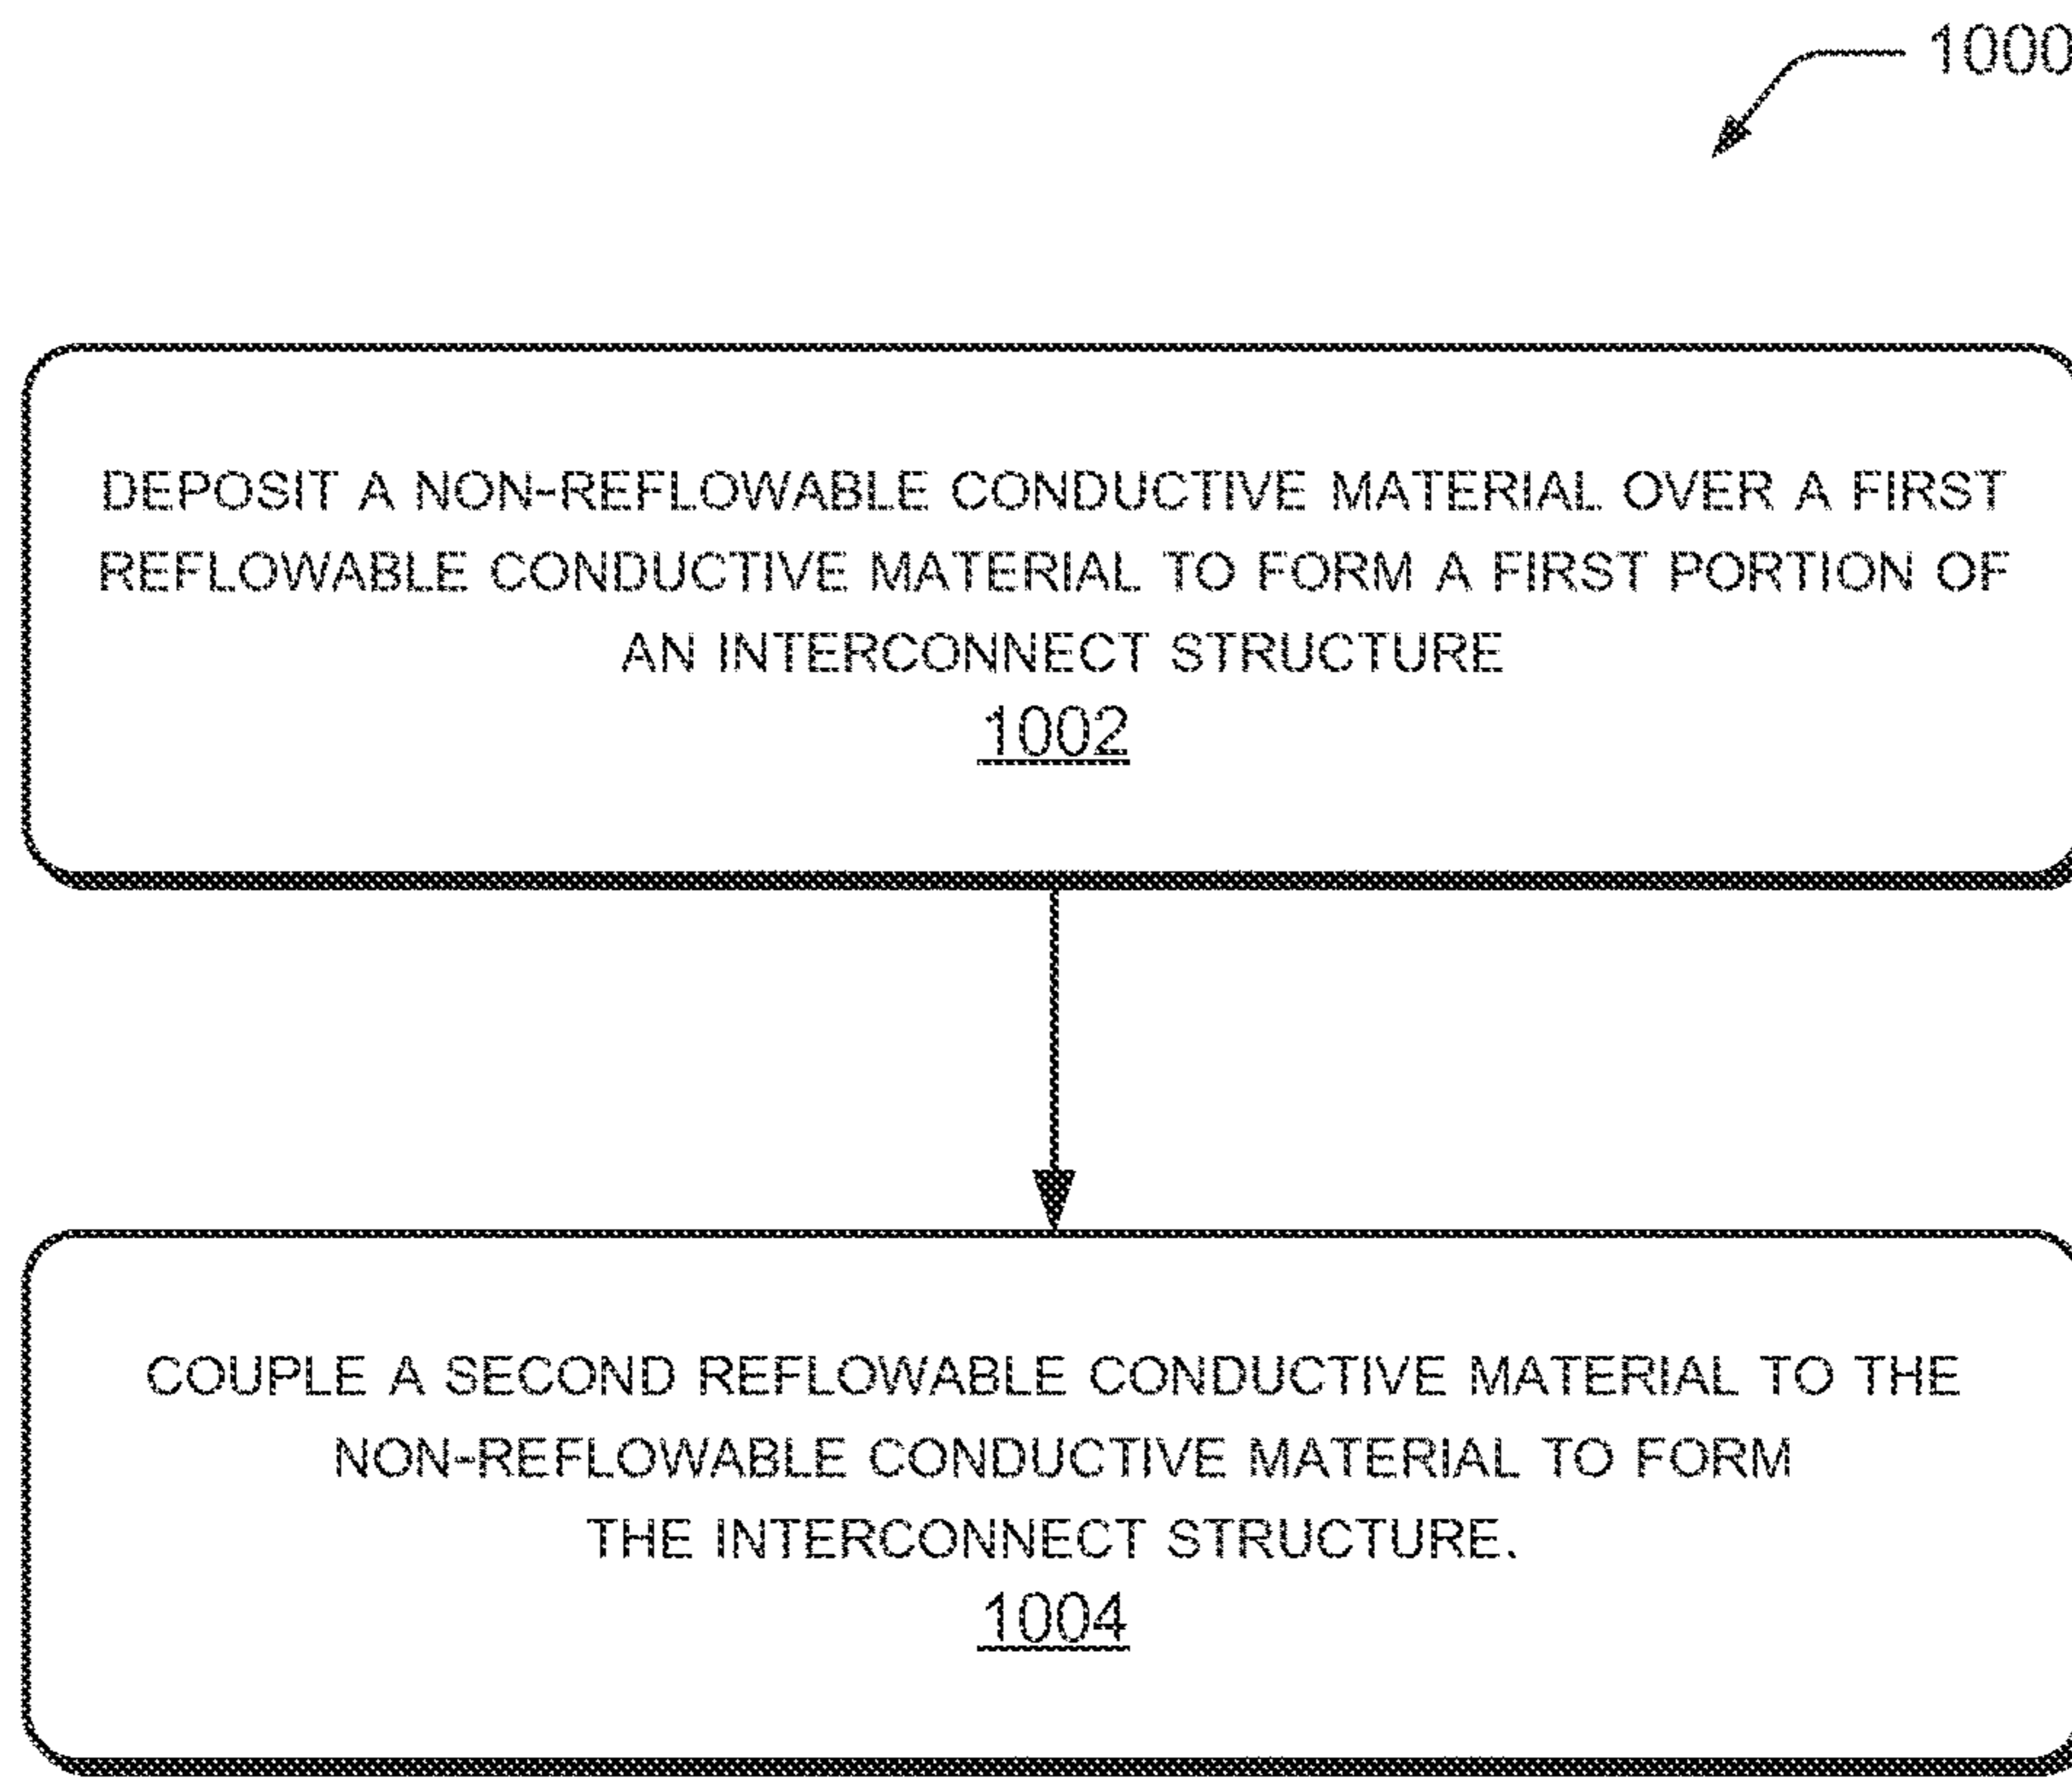 1000
DEPOSIT A NON-REFLOWABLE CONDUCTIVE MATERIAL OVER A FIRST
REFLOWABLE CONDUCTIVE MATERIAL TO FORM A FIRST PORTION OF
AN INTERCONNECT STRUCTURE
1002
COUPLE A SECOND REFLOWABLE CONDUCTIVE MATERIAL TO THE
NON-REFLOWABLE CONDUCTIVE MATERIAL TO FORM
THE INTERCONNECT STRUCTURE.
1004